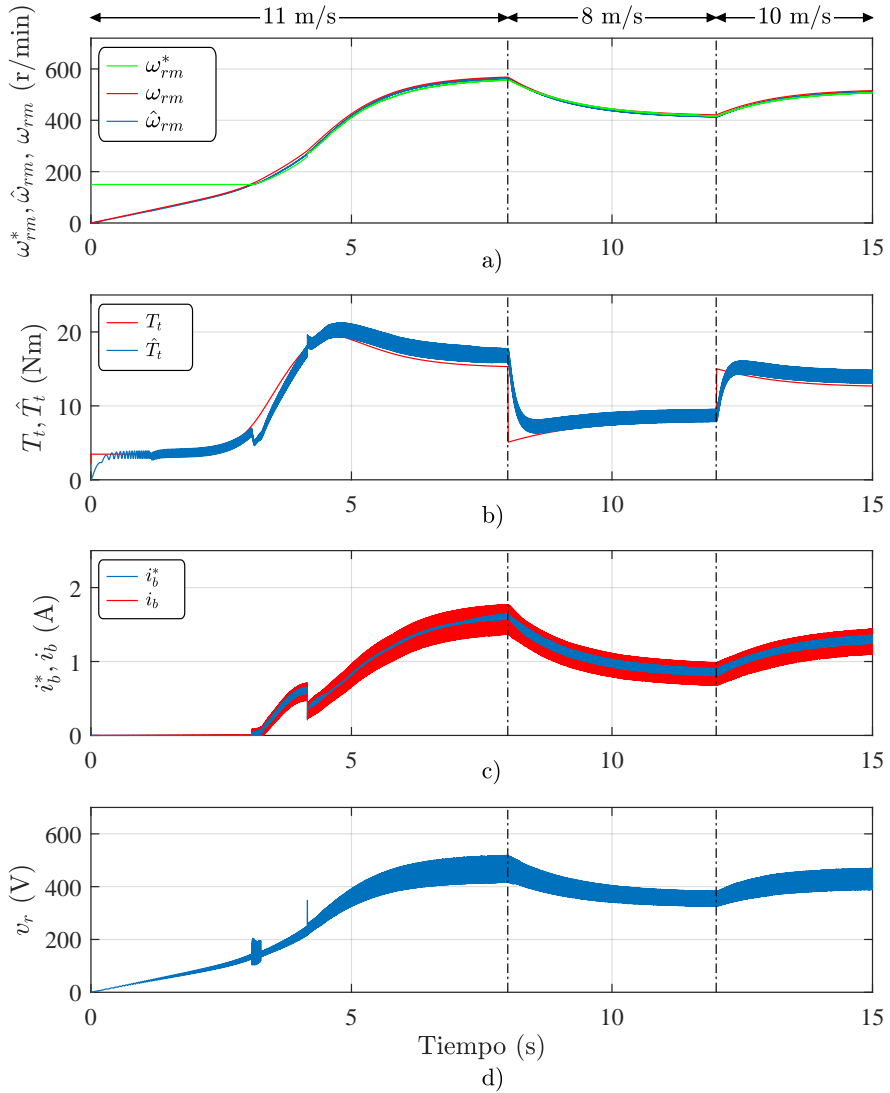 11 m/s 8 m/s 10 m/s
ω*rm, ω̂rm, ωrm (r/min)
600
400
200
0
ω*rm
ωrm
ω̂rm
0 5 10 15
a)
Tt, T̂t (Nm)
20
10
0
Tt
T̂t
0 5 10 15
b)
i*b, ib (A)
2
1
0
i*b
ib
0 5 10 15
c)
vr (V)
600
400
200
0
0 5 10 15
Tiempo (s)
d)